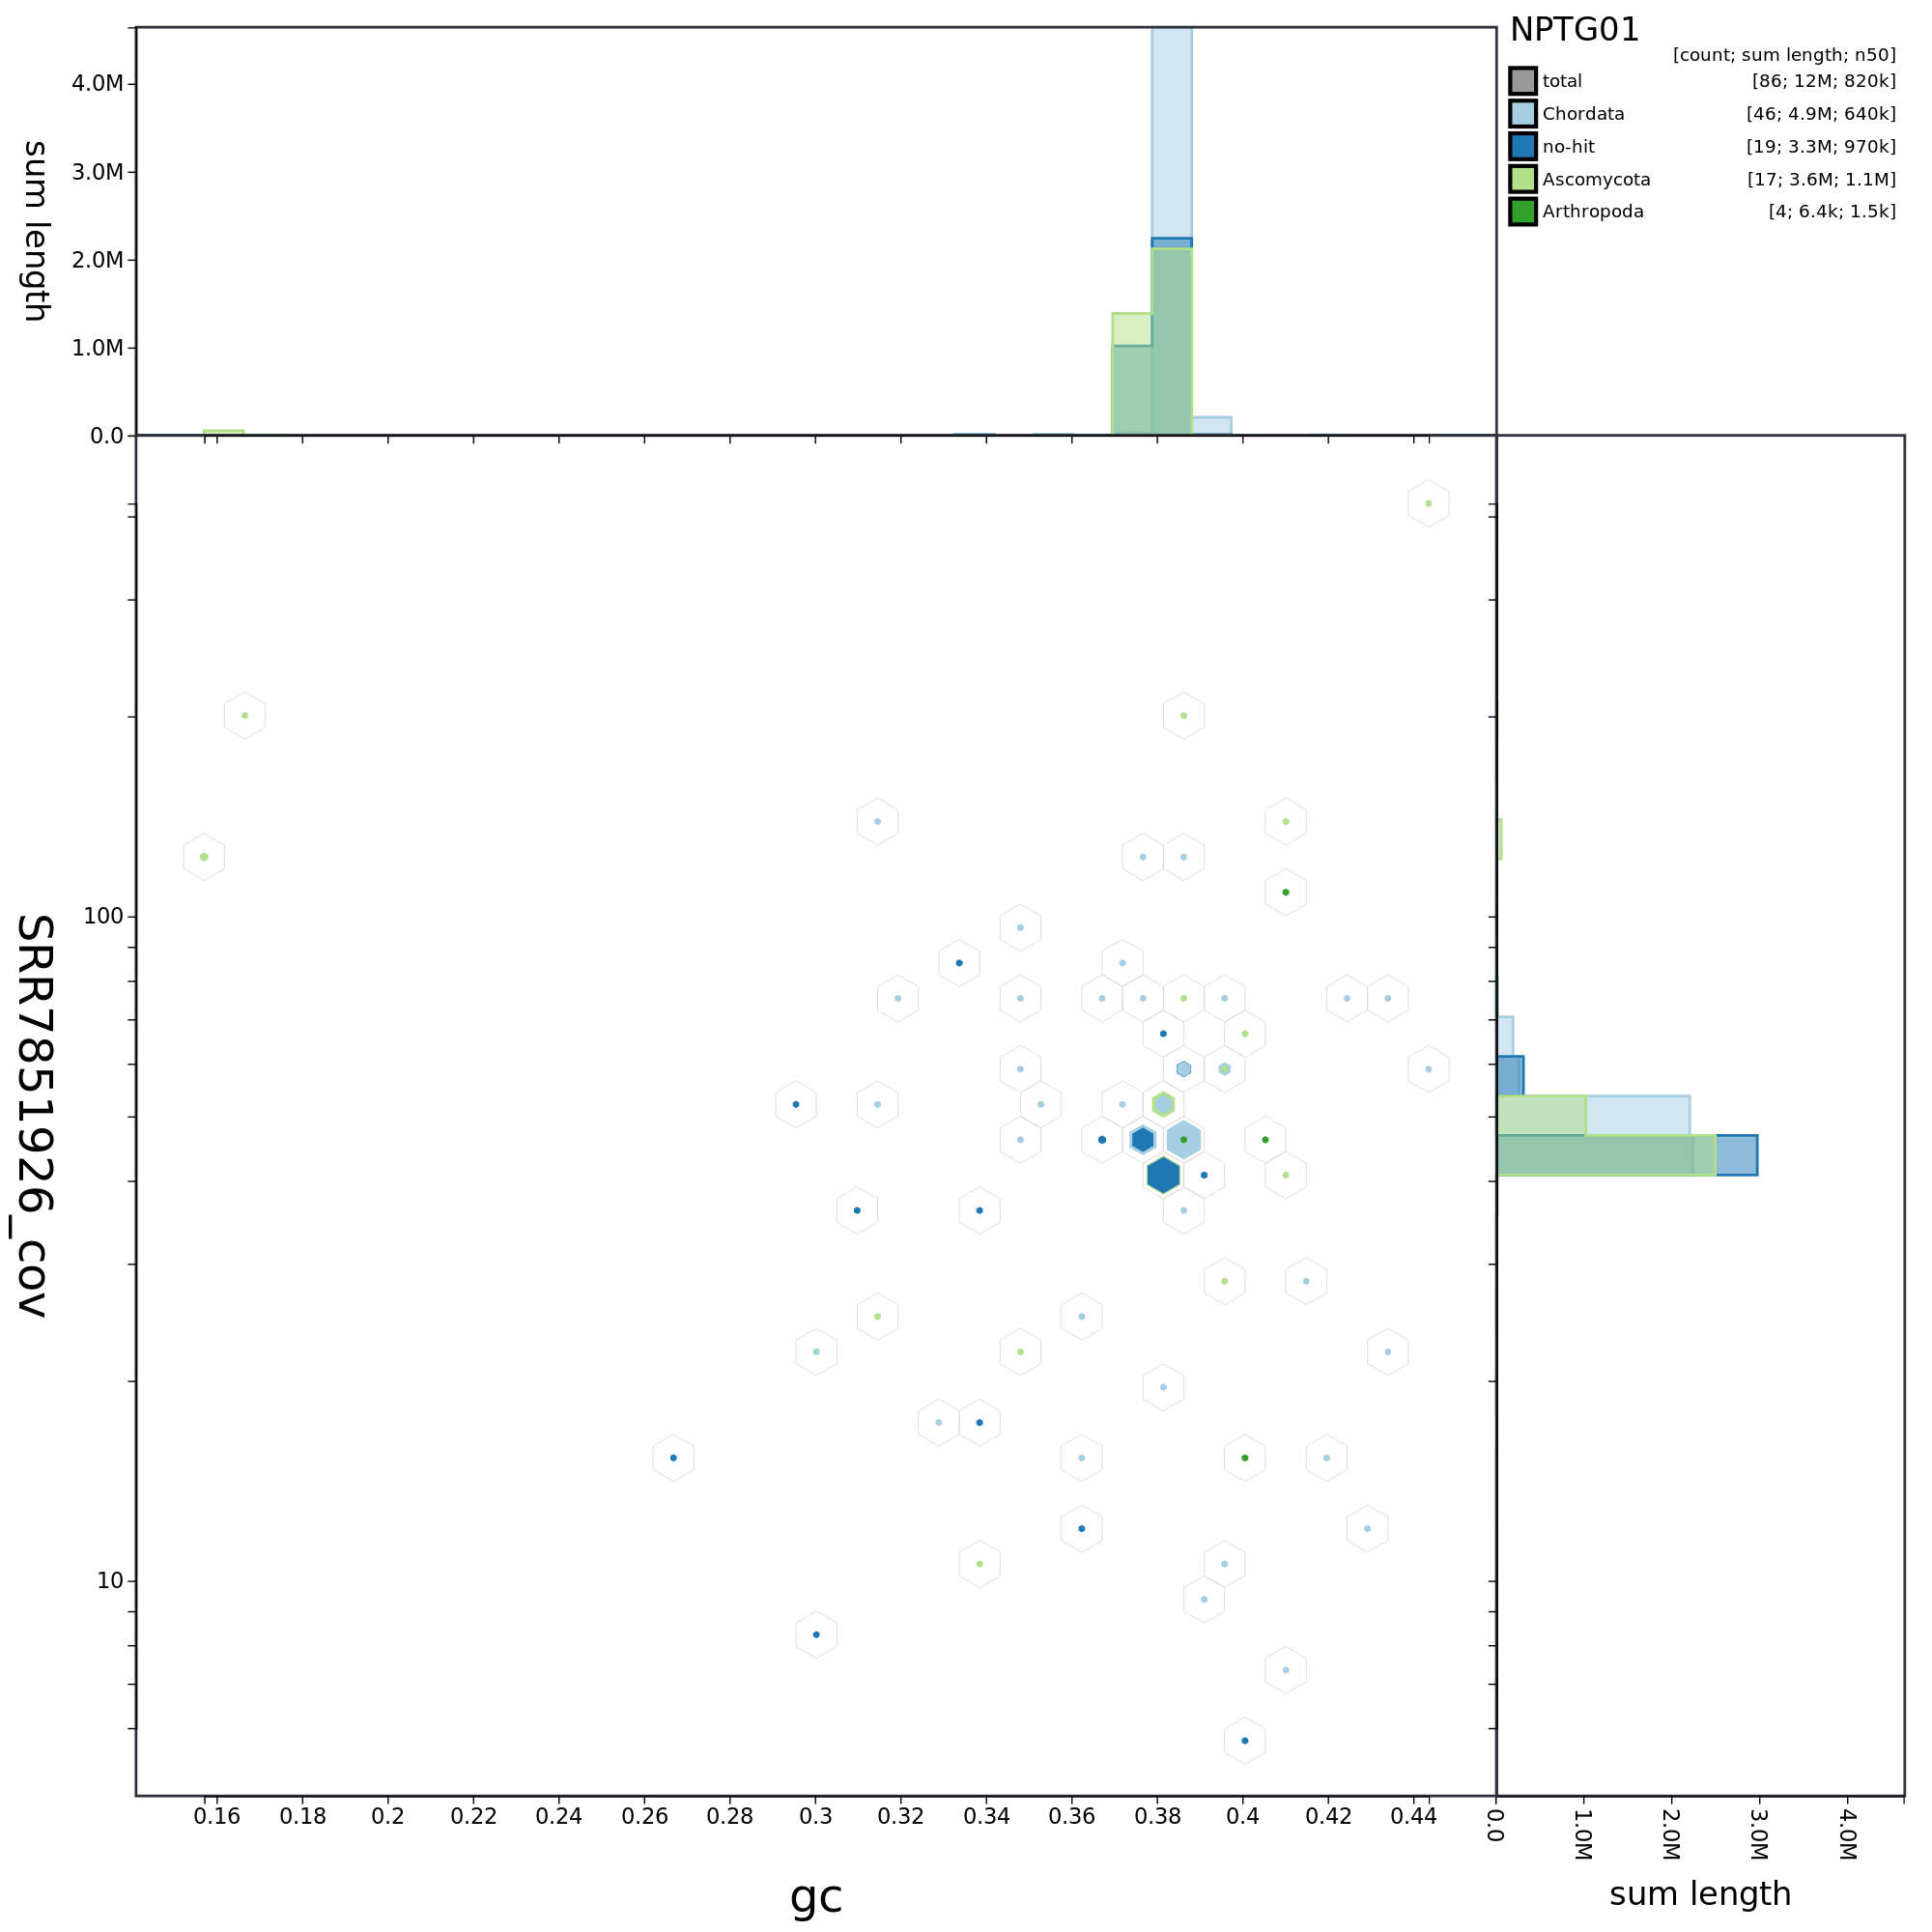 NPTG01
[count; sum length; n50]
total [86; 12M; 820k]
Chordata [46; 4.9M; 640k]
no-hit [19; 3.3M; 970k]
Ascomycota [17; 3.6M; 1.1M]
Arthropoda [4; 6.4k; 1.5k]
sum length
4.0M
3.0M
2.0M
1.0M
0.0
SRR7851926_cov
100
10
0.16 0.18 0.2 0.22 0.24 0.26 0.28 0.3 0.32 0.34 0.36 0.38 0.4 0.42 0.44
gc
0.0 1.0M 2.0M 3.0M 4.0M
sum length